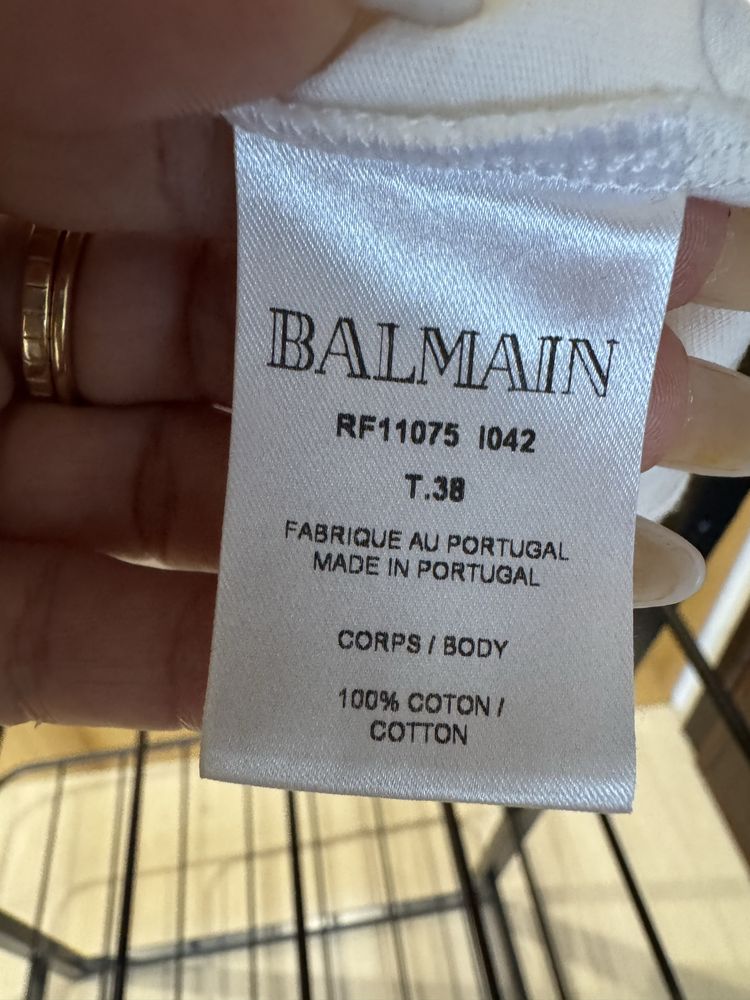 BALMAIN
RF11075 I042
T.38
FABRIQUE AU PORTUGAL
MADE IN PORTUGAL
CORPS / BODY
100% COTON /
COTTON